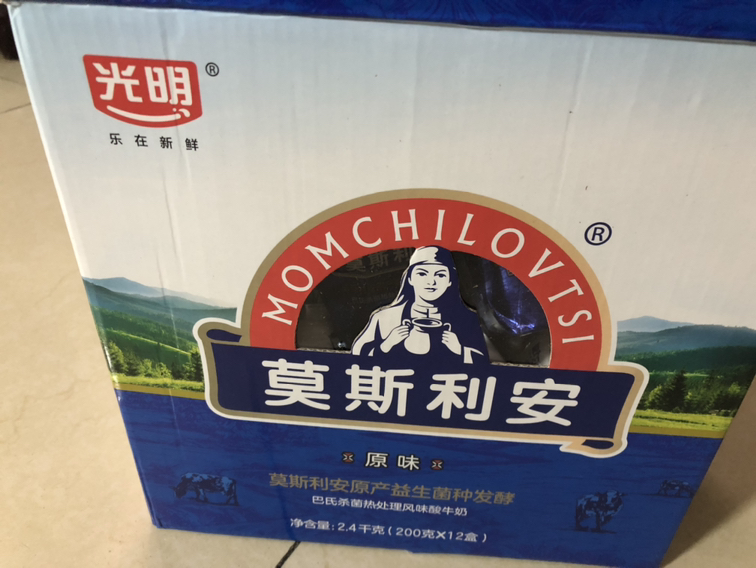 光明®
乐在新鲜
MOMCHILOVTSI®
莫斯利安
原味
莫斯利安原产益生菌种发酵
巴氏杀菌热处理风味酸牛奶
净含量: 2.4千克(200克X12盒)